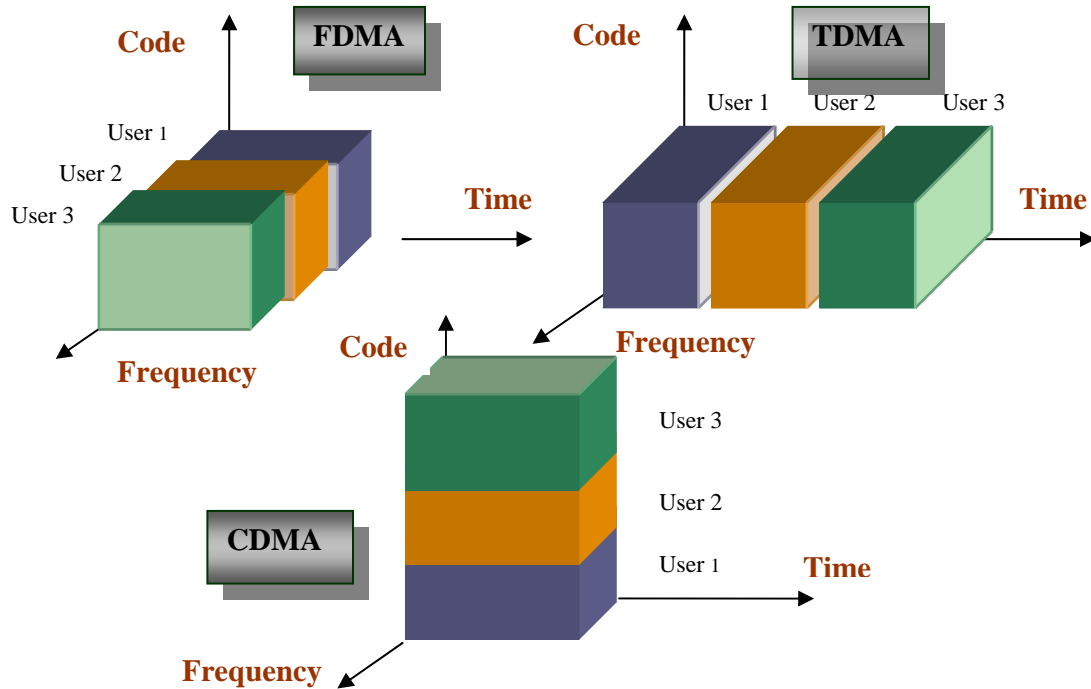 FDMA
Code
User 1
User 2
User 3
Time
Frequency
TDMA
Code
User 1
User 2
User 3
Time
Frequency
CDMA
Code
User 3
User 2
User 1
Time
Frequency